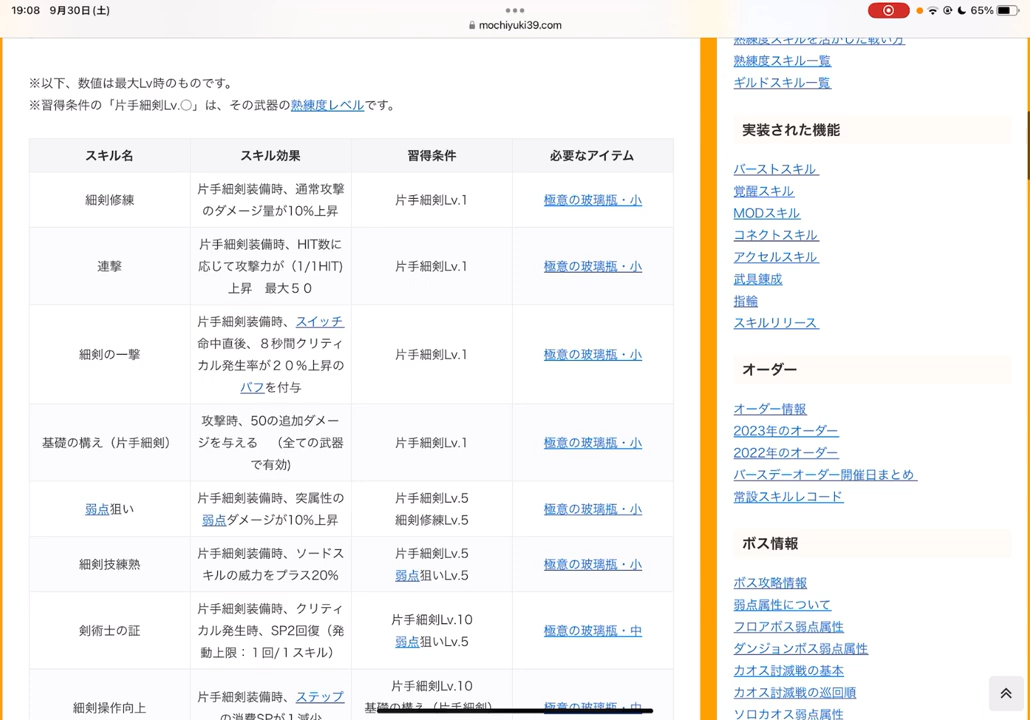 19:08 9月30日(土)
mochiyuki39.com
65%
※以下、数値は最大Lv時のものです。
※習得条件の「片手細剣Lv.○」は、その武器の熟練度レベルです。
スキル名 スキル効果 習得条件 必要なアイテム
細剣修練
片手細剣装備時、通常攻撃
のダメージ量が10%上昇
片手細剣Lv.1
極意の玻璃瓶・小
連撃
片手細剣装備時、HIT数に
応じて攻撃力が(1/1HIT)
上昇 最大50
片手細剣Lv.1
極意の玻璃瓶・小
細剣の一撃
片手細剣装備時、スイッチ
命中直後、8秒間クリティ
カル発生率が20%上昇の
バフを付与
片手細剣Lv.1
極意の玻璃瓶・小
基礎の構え(片手細剣)
攻撃時、50の追加ダメー
ジを与える (全ての武器
で有効)
片手細剣Lv.1
極意の玻璃瓶・小
弱点狙い
片手細剣装備時、突属性の
弱点ダメージが10%上昇
片手細剣Lv.5
細剣修練Lv.5
極意の玻璃瓶・小
細剣技練熟
片手細剣装備時、ソードス
キルの威力をプラス20%
片手細剣Lv.5
弱点狙いLv.5
極意の玻璃瓶・小
剣術士の証
片手細剣装備時、クリティ
カル発生時、SP2回復(発
動上限:1回/1スキル)
片手細剣Lv.10
弱点狙いLv.5
極意の玻璃瓶・中
細剣操作向上
片手細剣装備時、ステップ
の消費SPが1減少
片手細剣Lv.10
基礎の構え(片手細剣)
極意の玻璃瓶・中
熟練度スキルを活かした戦い方
熟練度スキル一覧
ギルドスキル一覧
実装された機能
バーストスキル
覚醒スキル
MODスキル
コネクトスキル
アクセルスキル
武具錬成
指輪
スキルリリース
オーダー
オーダー情報
2023年のオーダー
2022年のオーダー
バースデーオーダー開催日まとめ
常設スキルレコード
ボス情報
ボス攻略情報
弱点属性について
フロアボス弱点属性
ダンジョンボス弱点属性
カオス討滅戦の基本
カオス討滅戦の巡回順
ソロカオス弱点属性